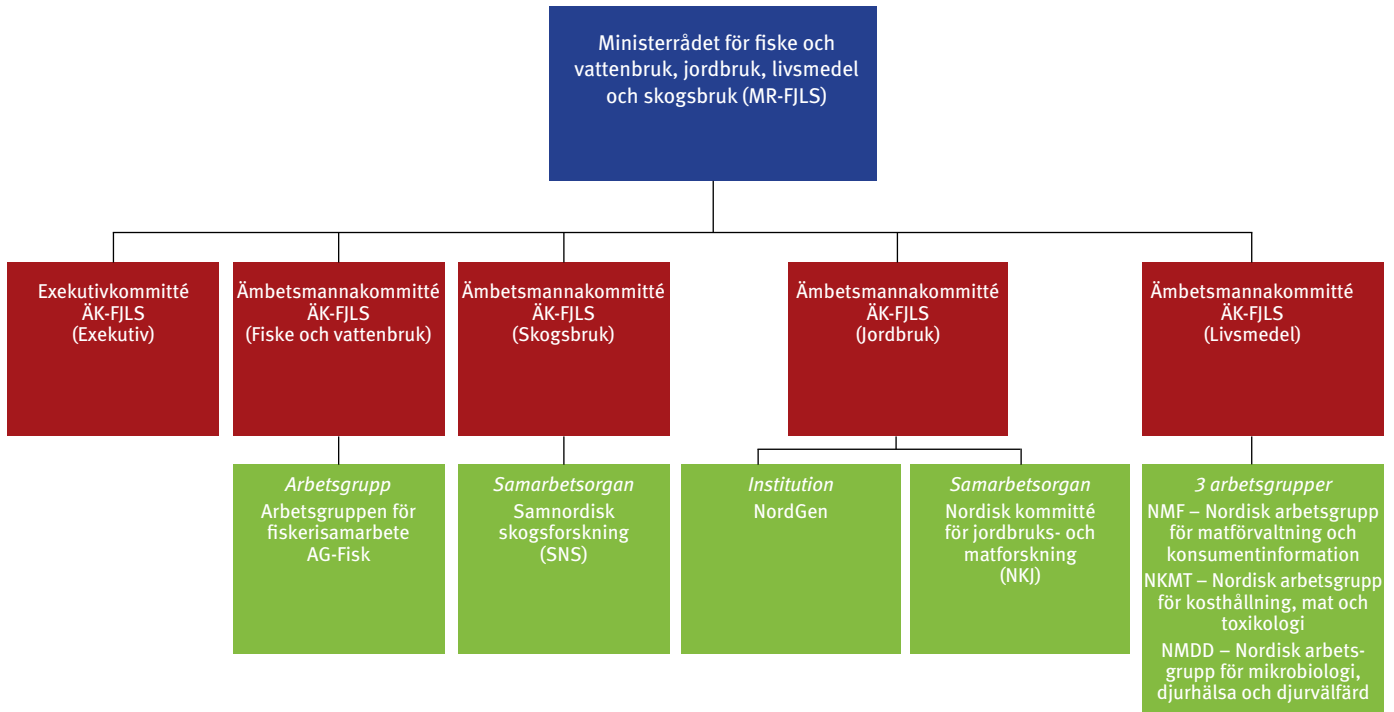 Ministerrådet för fiske och
vattenbruk, jordbruk, livsmedel
och skogsbruk (MR-FJLS)
Exekutivkommitté
ÄK-FJLS
(Exekutiv)
Ämbetsmannakommitté
ÄK-FJLS
(Fiske och vattenbruk)
Ämbetsmannakommitté
ÄK-FJLS
(Skogsbruk)
Ämbetsmannakommitté
ÄK-FJLS
(Jordbruk)
Ämbetsmannakommitté
ÄK-FJLS
(Livsmedel)
Arbetsgrupp
Arbetsgruppen för
fiskerisamarbete
AG-Fisk
Samarbetsorgan
Samnordisk
skogsforskning
(SNS)
Institution
NordGen
Samarbetsorgan
Nordisk kommitté
för jordbruks- och
matforskning
(NKJ)
3 arbetsgrupper
NMF – Nordisk arbetsgrupp
för matförvaltning och
konsumentinformation
NKMT – Nordisk arbetsgrupp
för kosthållning, mat och
toxikologi
NMDD – Nordisk arbets-
grupp för mikrobiologi,
djurhälsa och djurvälfärd